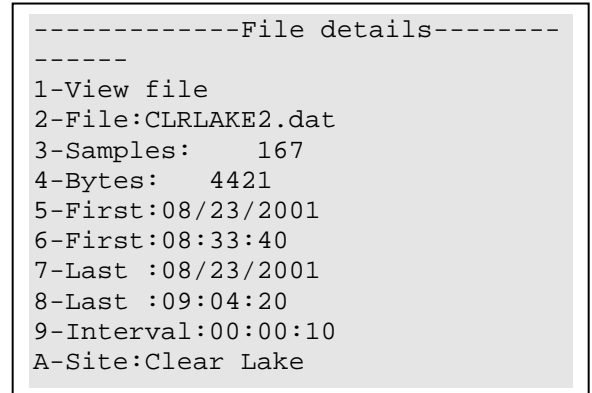 -------------File details--------
------
1-View file
2-File:CLRLAKE2.dat
3-Samples:    167
4-Bytes:   4421
5-First:08/23/2001
6-First:08:33:40
7-Last :08/23/2001
8-Last :09:04:20
9-Interval:00:00:10
A-Site:Clear Lake